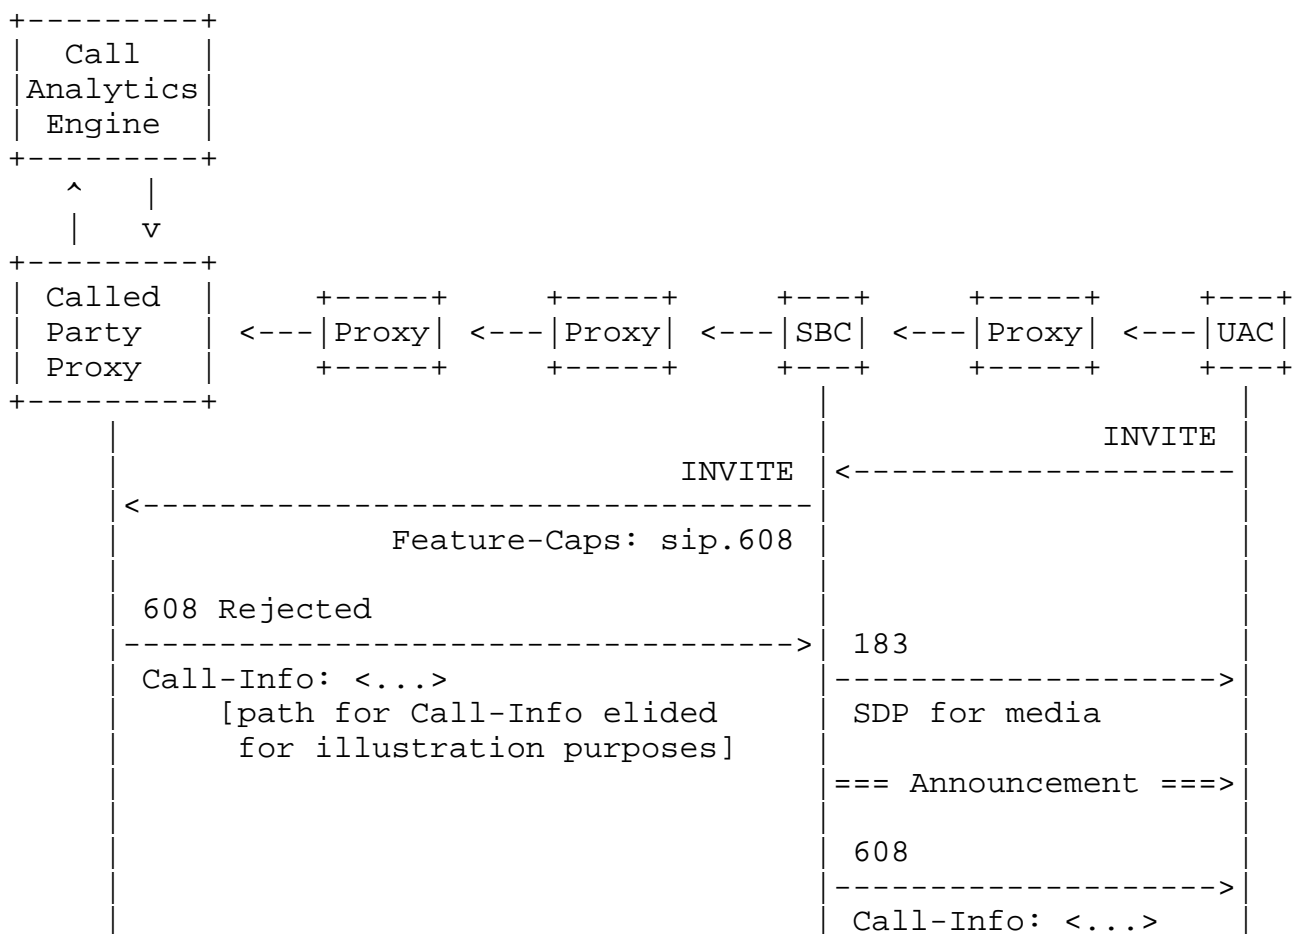 Call
Analytics
Engine
Called
Party
Proxy
Proxy
Proxy
SBC
Proxy
UAC
INVITE
INVITE
Feature-Caps: sip.608
608 Rejected
183
Call-Info: <...>
[path for Call-Info elided
SDP for media
for illustration purposes]
=== Announcement ===>
608
Call-Info: <...>